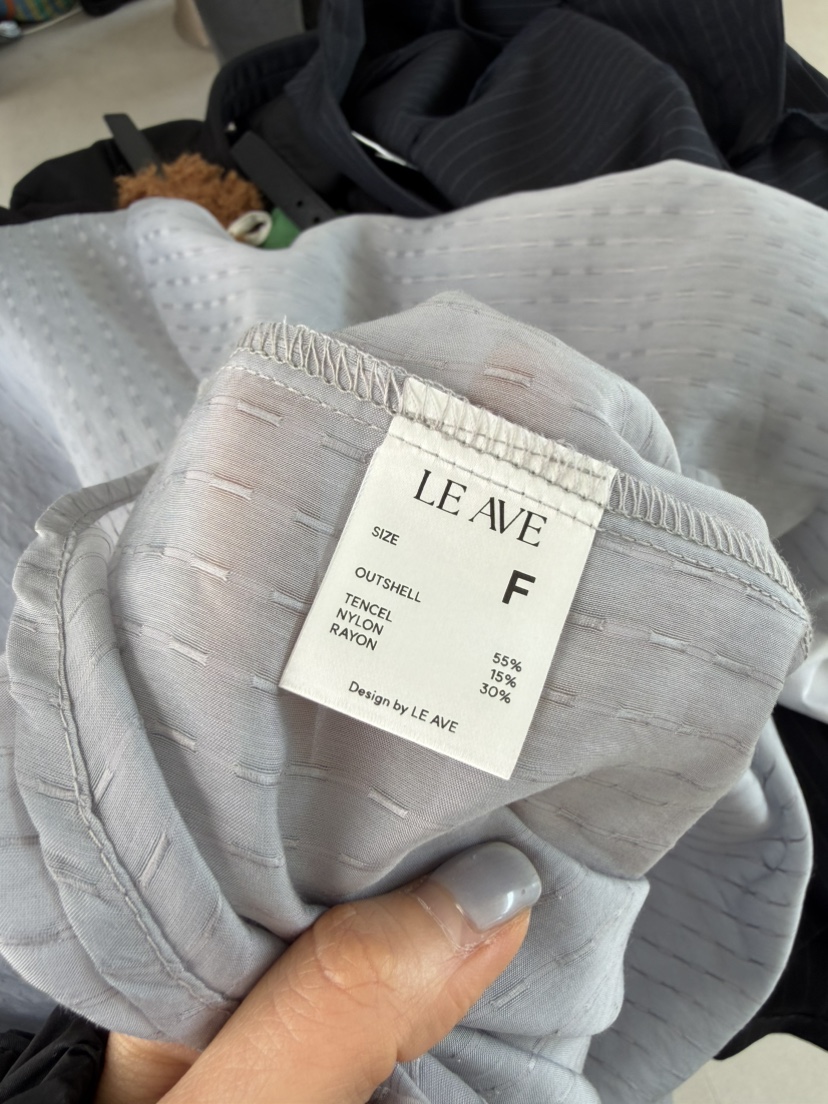 LE AVE
SIZE F
OUTSHELL
TENCEL 55%
NYLON 15%
RAYON 30%
Design by LE AVE